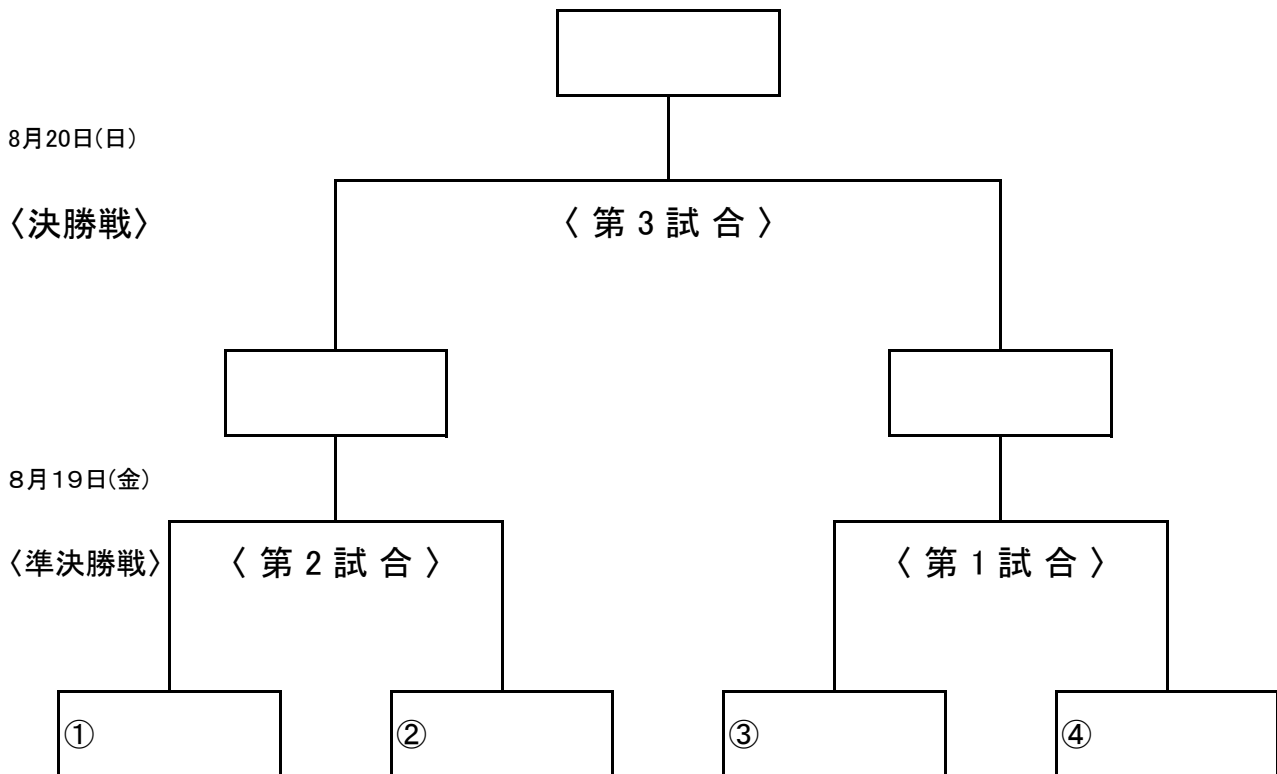 8月20日(日)
〈決勝戦〉
〈 第 3 試 合 〉
８月１９日(金)
〈準決勝戦〉
〈 第 2 試 合 〉
〈 第 1 試 合 〉
①
②
③
④